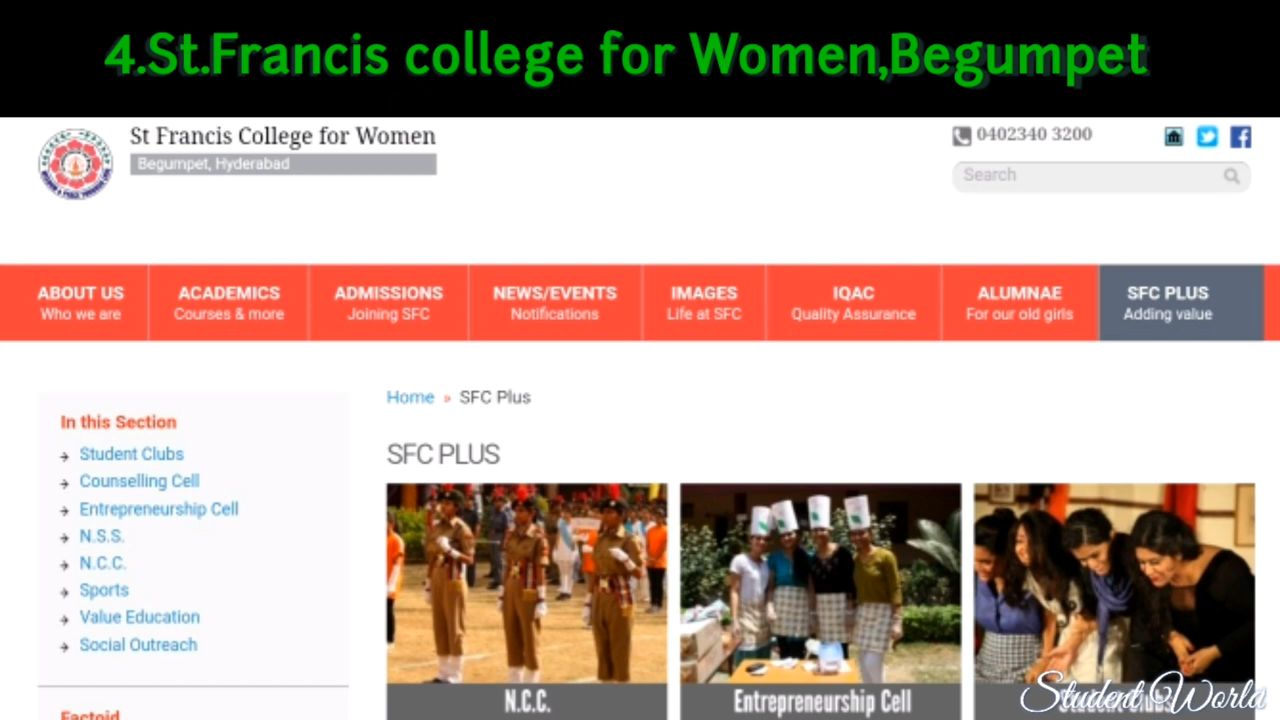 4.St.Francis college for Women,Begumpet
St Francis College for Women
Begumpet, Hyderabad
0402340 3200
Search
ABOUT US
Who we are
ACADEMICS
Courses & more
ADMISSIONS
Joining SFC
NEWS/EVENTS
Notifications
IMAGES
Life at SFC
IQAC
Quality Assurance
ALUMNAE
For our old girls
SFC PLUS
Adding value
Home » SFC Plus
In this Section
Student Clubs
Counselling Cell
Entrepreneurship Cell
N.S.S.
N.C.C.
Sports
Value Education
Social Outreach
Factoid
SFC PLUS
N.C.C.
Entrepreneurship Cell
Student World